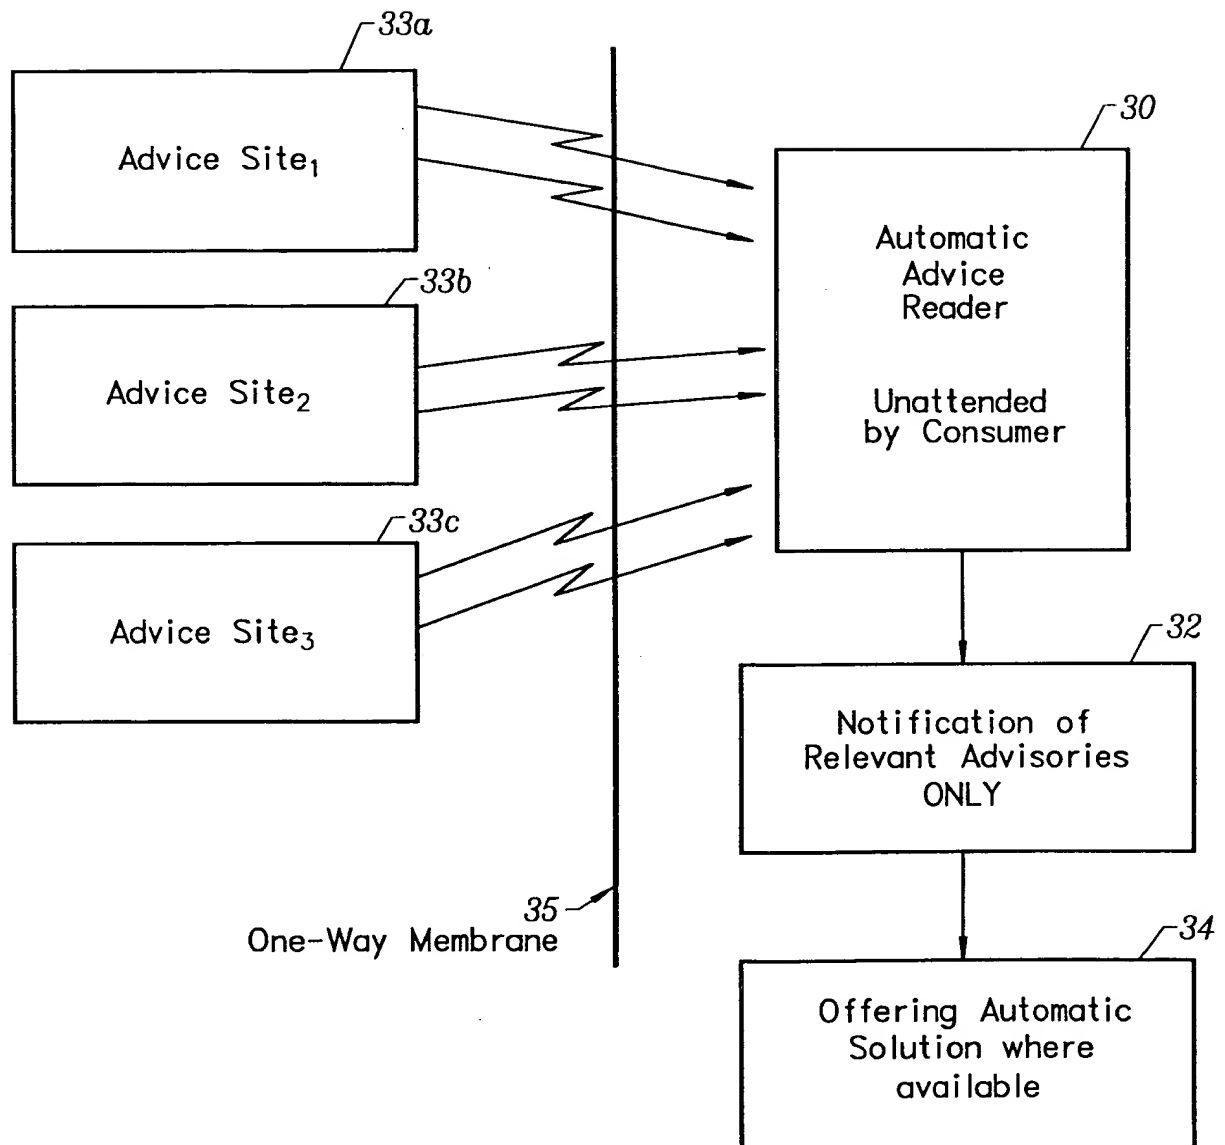 33a
Advice Site₁
33b
Advice Site₂
33c
Advice Site₃
35
One-Way Membrane
30
Automatic
Advice
Reader
Unattended
by Consumer
32
Notification of
Relevant Advisories
ONLY
34
Offering Automatic
Solution where
available